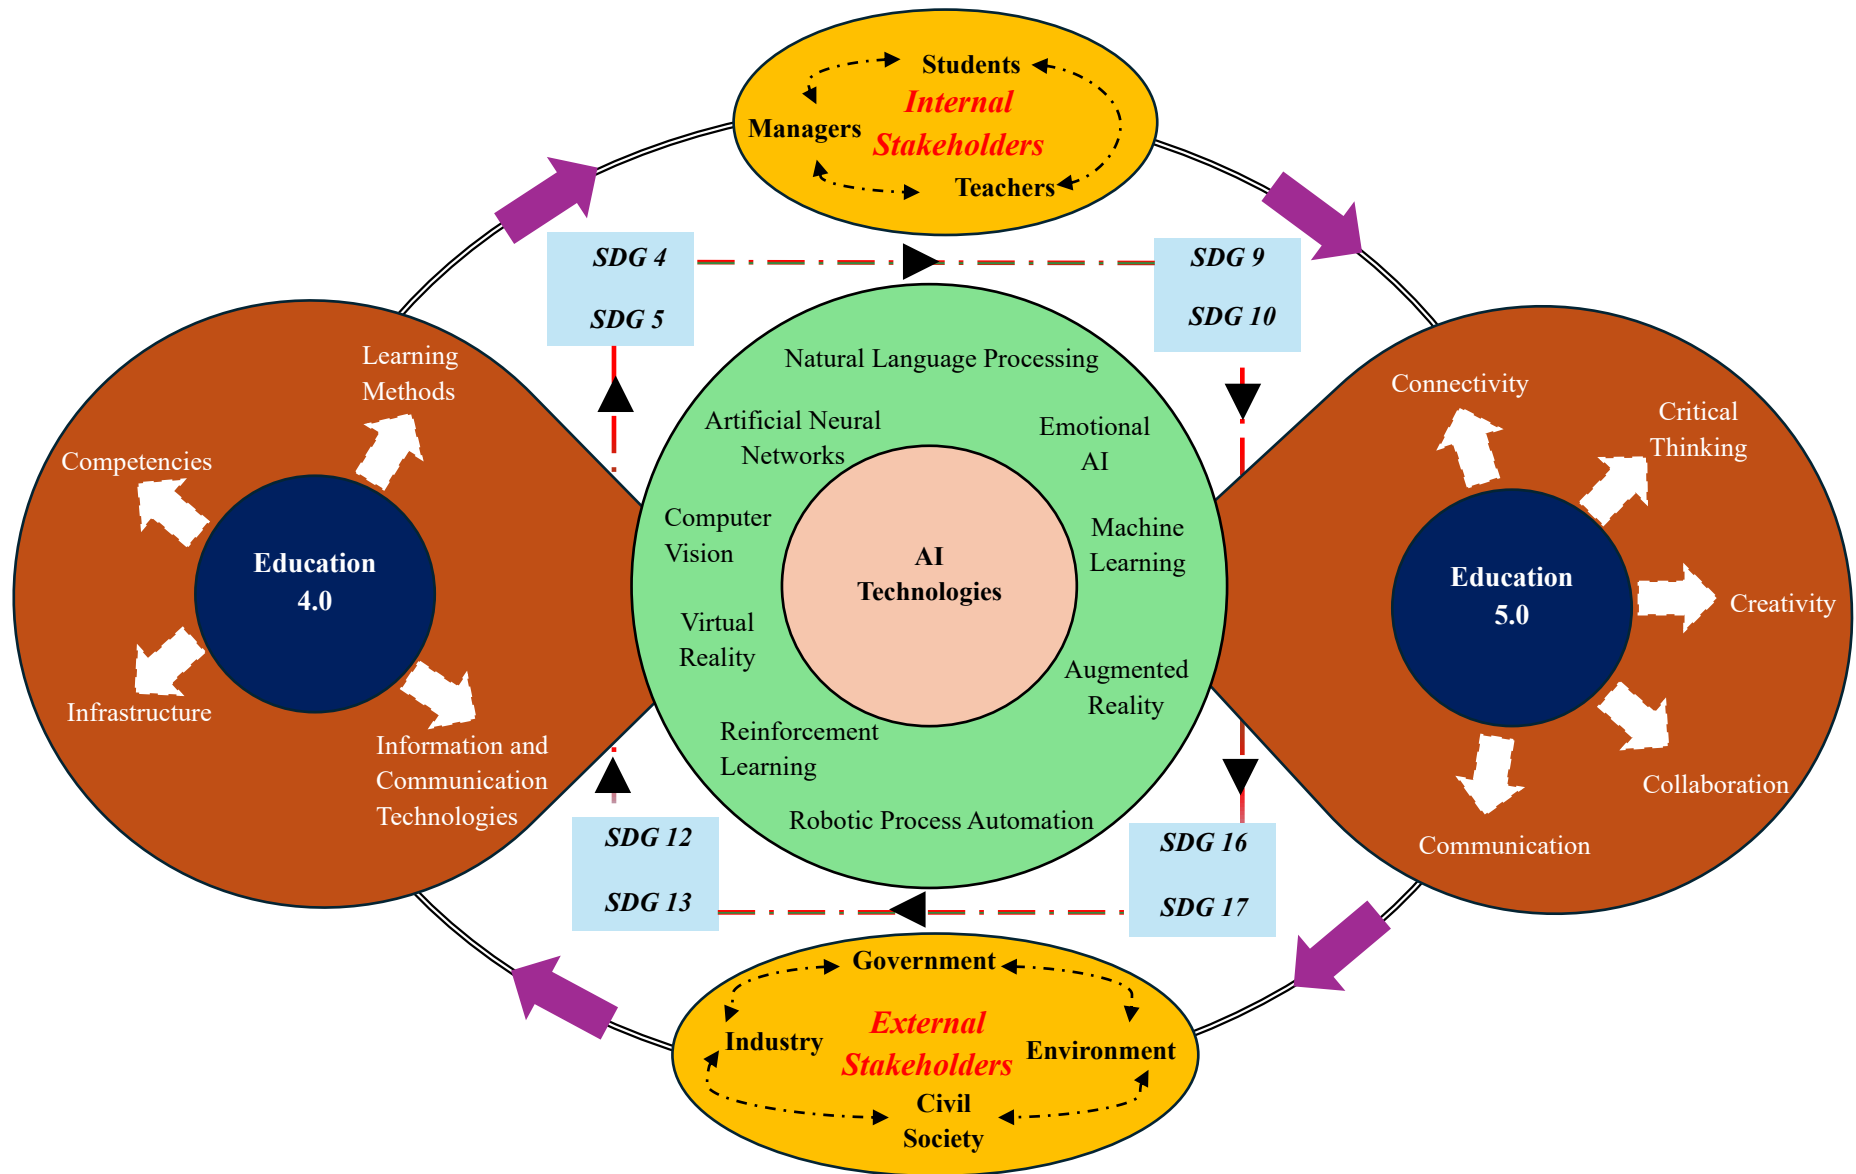 Students
Internal
Managers
Stakeholders
Teachers
SDG 4
SDG 5
SDG 9
SDG 10
Learning
Methods
Competencies
Education
4.0
Infrastructure
Information and
Communication
Technologies
Natural Language Processing
Artificial Neural
Networks
Emotional
AI
Computer
Vision
Machine
Learning
AI
Technologies
Virtual
Reality
Augmented
Reality
Reinforcement
Learning
Robotic Process Automation
Connectivity
Critical
Thinking
Education
5.0
Creativity
Collaboration
Communication
SDG 12
SDG 13
SDG 16
SDG 17
Government
Industry
External
Stakeholders
Environment
Civil
Society